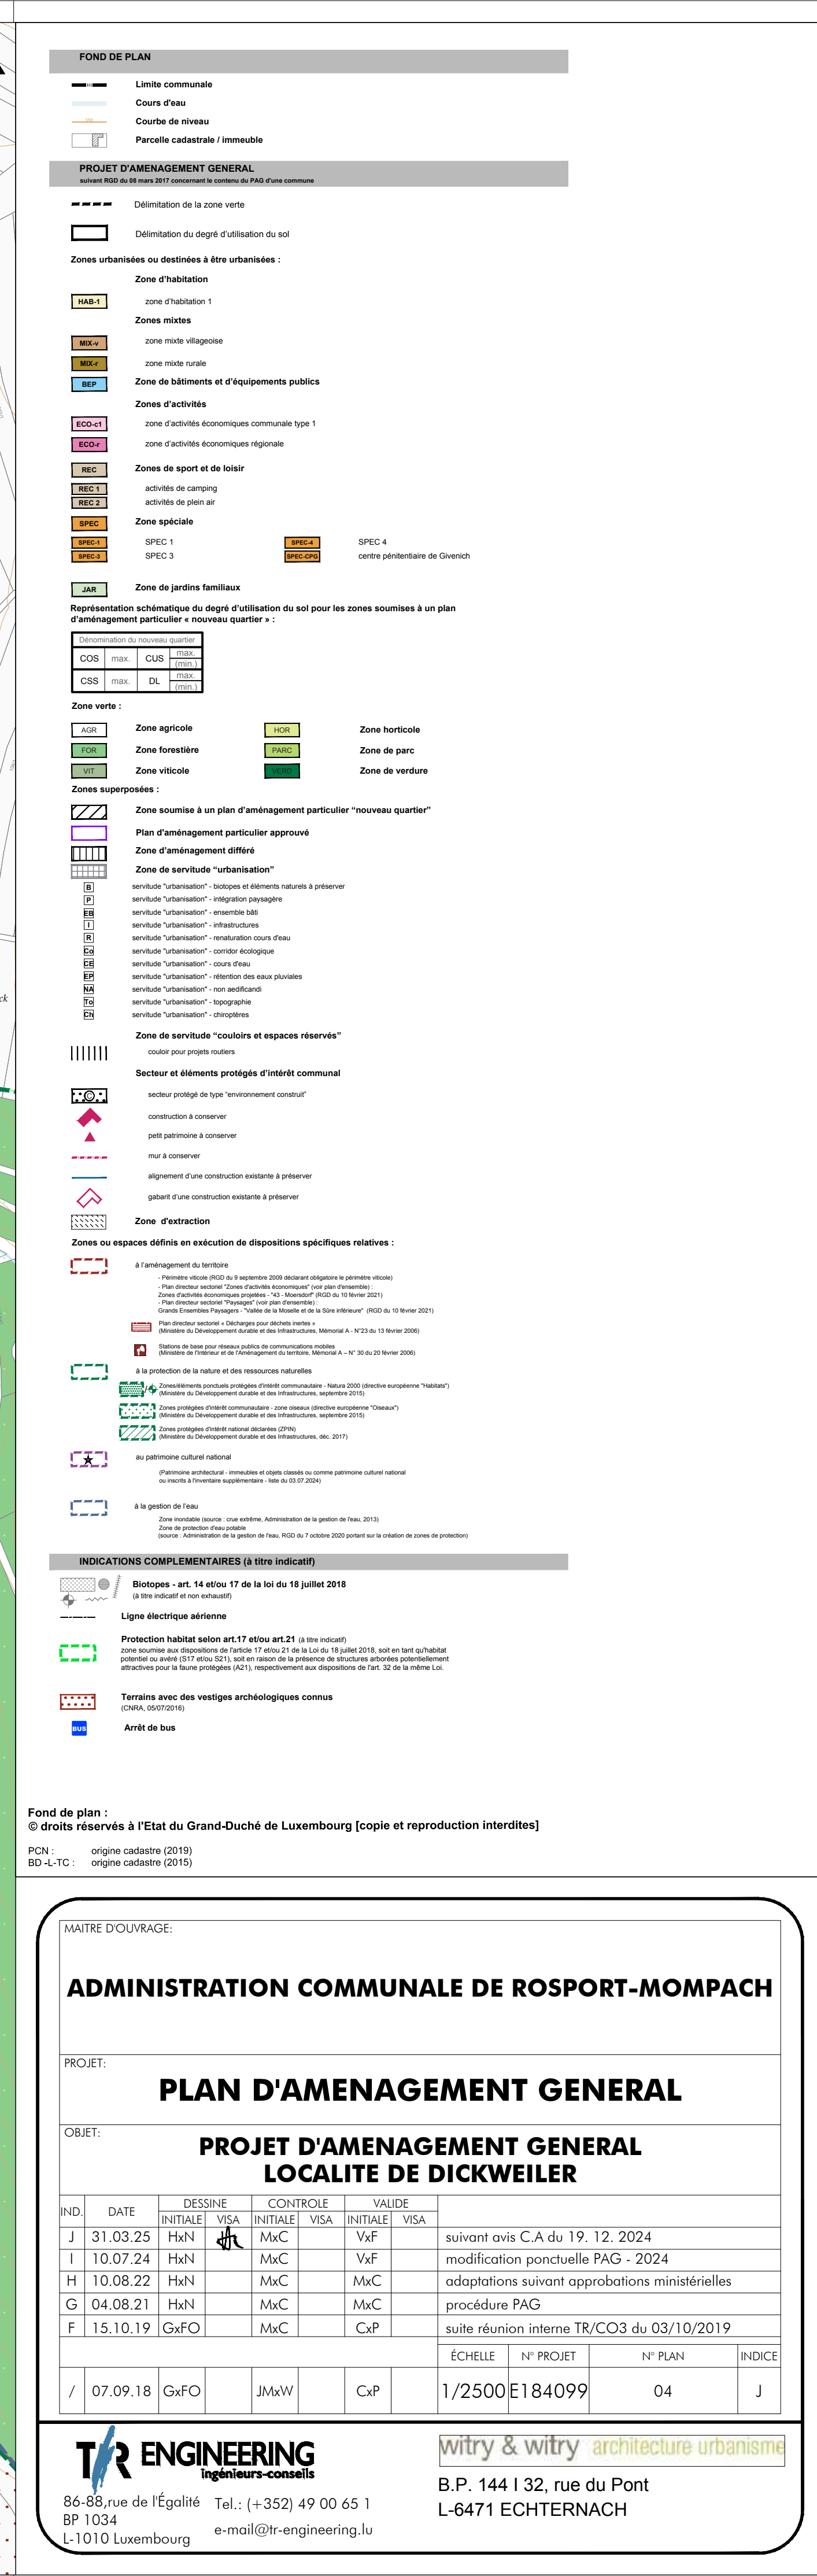 FOND DE PLAN
Limite communale
Cours d'eau
Courbe de niveau
Parcelle cadastrale / immeuble
PROJET D'AMENAGEMENT GENERAL
suivant RGD du 08 mars 2017 concernant le contenu du PAG d'une commune
Délimitation de la zone verte
Délimitation du degré d'utilisation du sol
Zones urbanisées ou destinées à être urbanisées :
Zone d'habitation
HAB-1 zone d'habitation 1
Zones mixtes
MIX-v zone mixte villageoise
MIX-r zone mixte rurale
BEP Zone de bâtiments et d'équipements publics
Zones d'activités
ECO-c1 zone d'activités économiques communale type 1
ECO-r zone d'activités économiques régionale
REC Zones de sport et de loisir
REC 1 activités de camping
REC 2 activités de plein air
SPEC Zone spéciale
SPEC-1 SPEC 1 SPEC-4 SPEC 4
SPEC-3 SPEC 3 SPEC-CPG centre pénitentiaire de Givenich
JAR Zone de jardins familiaux
Représentation schématique du degré d'utilisation du sol pour les zones soumises à un plan
d'aménagement particulier « nouveau quartier » :
Dénomination du nouveau quartier
COS max. CUS max. (min.)
CSS max. DL max. (min.)
Zone verte :
AGR Zone agricole HOR Zone horticole
FOR Zone forestière PARC Zone de parc
VIT Zone viticole VERD Zone de verdure
Zones superposées :
Zone soumise à un plan d'aménagement particulier “nouveau quartier”
Plan d'aménagement particulier approuvé
Zone d'aménagement différé
Zone de servitude “urbanisation”
B servitude "urbanisation" - biotopes et éléments naturels à préserver
P servitude "urbanisation" - intégration paysagère
EB servitude "urbanisation" - ensemble bâti
I servitude "urbanisation" - infrastructures
R servitude "urbanisation" - renaturation cours d'eau
Co servitude "urbanisation" - corridor écologique
CE servitude "urbanisation" - cours d'eau
EP servitude "urbanisation" - rétention des eaux pluviales
NA servitude "urbanisation" - non aedificandi
To servitude "urbanisation" - topographie
Ch servitude "urbanisation" - chiroptères
Zone de servitude “couloirs et espaces réservés”
couloir pour projets routiers
Secteur et éléments protégés d'intérêt communal
C secteur protégé de type “environnement construit”
construction à conserver
petit patrimoine à conserver
mur à conserver
alignement d'une construction existante à préserver
gabarit d'une construction existante à préserver
Zone d'extraction
Zones ou espaces définis en exécution de dispositions spécifiques relatives :
à l'aménagement du territoire
- Périmètre viticole (RGD du 9 septembre 2009 déclarant obligatoire le périmètre viticole)
- Plan directeur sectoriel "Zones d'activités économiques" (voir plan d'ensemble) :
Zones d'activités économiques projetées - "43 - Moersdorf" (RGD du 10 février 2021)
- Plan directeur sectoriel "Paysages" (voir plan d'ensemble) :
Grands Ensembles Paysagers - "Vallée de la Moselle et de la Sûre inférieure" (RGD du 10 février 2021)
Plan directeur sectoriel « Décharges pour déchets inertes »
(Ministère du Développement durable et des Infrastructures, Mémorial A - N°23 du 13 février 2006)
Stations de base pour réseaux publics de communications mobiles
(Ministère de l'Intérieur et de l'Aménagement du territoire, Mémorial A – N° 30 du 20 février 2006)
à la protection de la nature et des ressources naturelles
Zones/éléments ponctuels protégées d'intérêt communautaire - Natura 2000 (directive européenne "Habitats")
(Ministère du Développement durable et des Infrastructures, septembre 2015)
Zones protégées d'intérêt communautaire - zone oiseaux (directive européenne "Oiseaux")
(Ministère du Développement durable et des Infrastructures, septembre 2015)
Zones protégées d'intérêt national déclarées (ZPIN)
(Ministère du Développement durable et des Infrastructures, déc. 2017)
au patrimoine culturel national
(Patrimoine architectural - immeubles et objets classés ou comme patrimoine culturel national
ou inscrits à l'inventaire supplémentaire - liste du 03.07.2024)
à la gestion de l'eau
Zone inondable (source : crue extrême, Administration de la gestion de l'eau, 2013)
Zone de protection d'eau potable
(source : Administration de la gestion de l'eau, RGD du 7 octobre 2020 portant sur la création de zones de protection)
INDICATIONS COMPLEMENTAIRES (à titre indicatif)
Biotopes - art. 14 et/ou 17 de la loi du 18 juillet 2018
(à titre indicatif et non exhaustif)
Ligne électrique aérienne
Protection habitat selon art.17 et/ou art.21 (à titre indicatif)
zone soumise aux dispositions de l'article 17 et/ou 21 de la Loi du 18 juillet 2018, soit en tant qu'habitat
potentiel ou avéré (S17 et/ou S21), soit en raison de la présence de structures arborées potentiellement
attractives pour la faune protégées (A21), respectivement aux dispositions de l'art. 32 de la même Loi.
Terrains avec des vestiges archéologiques connus
(CNRA, 05/07/2016)
BUS Arrêt de bus
Fond de plan :
© droits réservés à l'Etat du Grand-Duché de Luxembourg [copie et reproduction interdites]
PCN : origine cadastre (2019)
BD -L-TC : origine cadastre (2015)
MAITRE D'OUVRAGE:
ADMINISTRATION COMMUNALE DE ROSPORT-MOMPACH
PROJET:
PLAN D'AMENAGEMENT GENERAL
OBJET:
PROJET D'AMENAGEMENT GENERAL
LOCALITE DE DICKWEILER
IND. DATE DESSINE CONTROLE VALIDE
INITIALE VISA INITIALE VISA INITIALE VISA
J 31.03.25 HxN MxC VxF suivant avis C.A du 19. 12. 2024
I 10.07.24 HxN MxC VxF modification ponctuelle PAG - 2024
H 10.08.22 HxN MxC MxC adaptations suivant approbations ministérielles
G 04.08.21 HxN MxC MxC procédure PAG
F 15.10.19 GxFO MxC CxP suite réunion interne TR/CO3 du 03/10/2019
ÉCHELLE N° PROJET N° PLAN INDICE
/ 07.09.18 GxFO JMxW CxP 1/2500 E184099 04 J
TR ENGINEERING
ingénieurs-conseils
86-88,rue de l'Égalité
BP 1034
L-1010 Luxembourg
Tel.: (+352) 49 00 65 1
e-mail@tr-engineering.lu
witry & witry architecture urbanisme
B.P. 144 I 32, rue du Pont
L-6471 ECHTERNACH